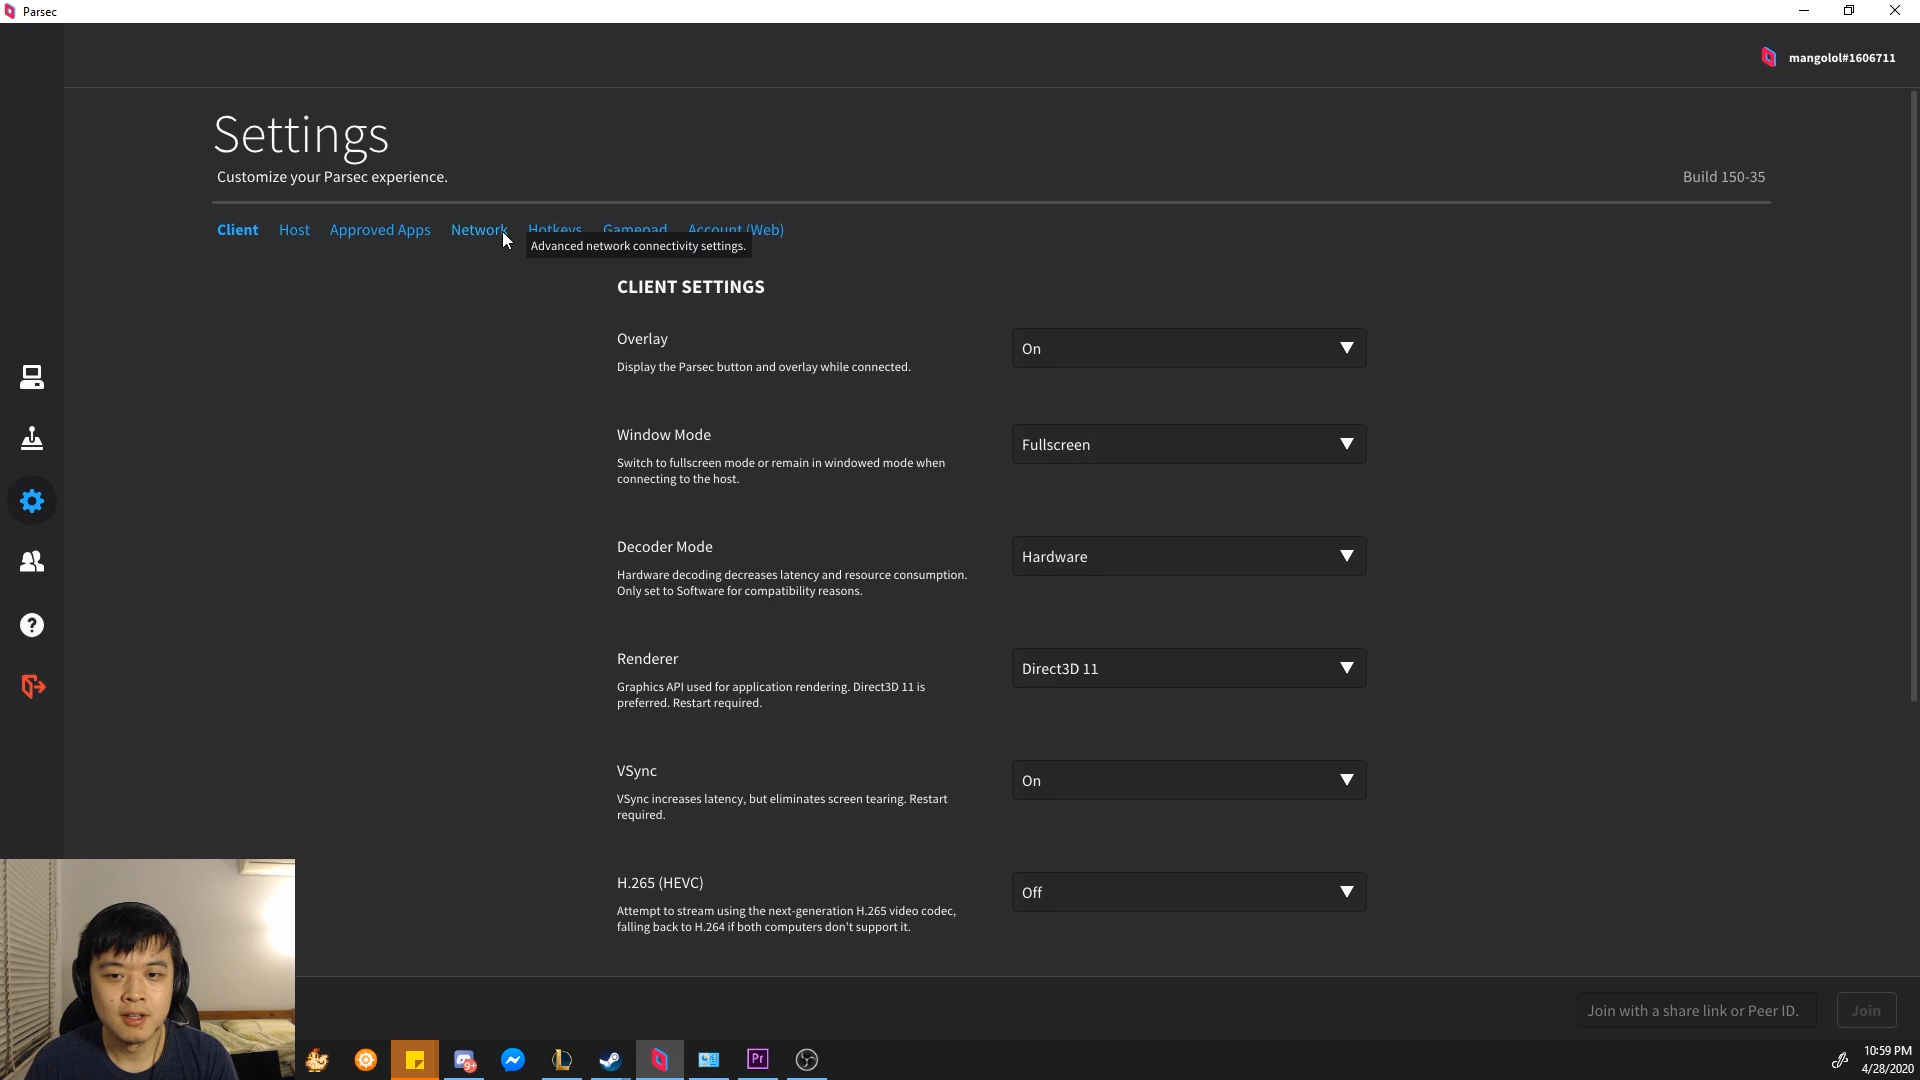 Parsec
mangolol#1606711
Settings
Customize your Parsec experience.
Build 150-35
Client Host Approved Apps Network Hotkeys Gamepad Account (Web)
Advanced network connectivity settings.
CLIENT SETTINGS
Overlay
On
Display the Parsec button and overlay while connected.
Window Mode
Fullscreen
Switch to fullscreen mode or remain in windowed mode when
connecting to the host.
Decoder Mode
Hardware
Hardware decoding decreases latency and resource consumption.
Only set to Software for compatibility reasons.
Renderer
Direct3D 11
Graphics API used for application rendering. Direct3D 11 is
preferred. Restart required.
VSync
On
VSync increases latency, but eliminates screen tearing. Restart
required.
H.265 (HEVC)
Off
Attempt to stream using the next-generation H.265 video codec,
falling back to H.264 if both computers don't support it.
Join with a share link or Peer ID.
Join
9+
Pr
10:59 PM
4/28/2020